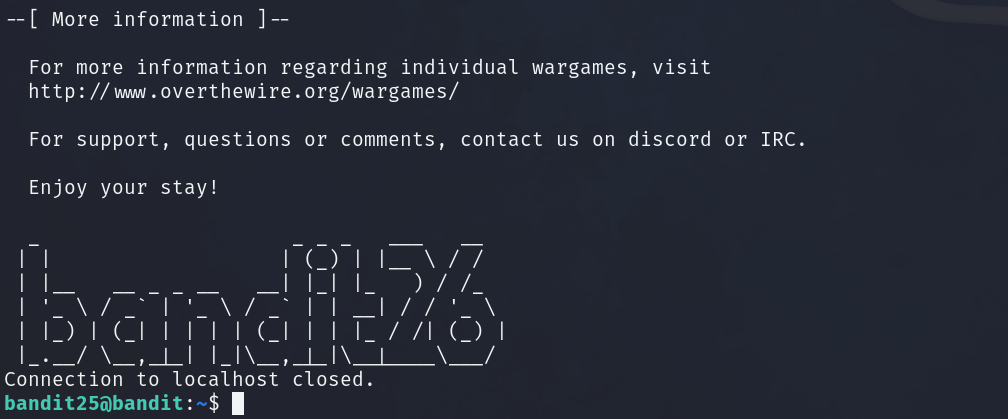 --[ More information ]--
For more information regarding individual wargames, visit
http://www.overthewire.org/wargames/
For support, questions or comments, contact us on discord or IRC.
Enjoy your stay!
bandit26
Connection to localhost closed.
bandit25@bandit:~$